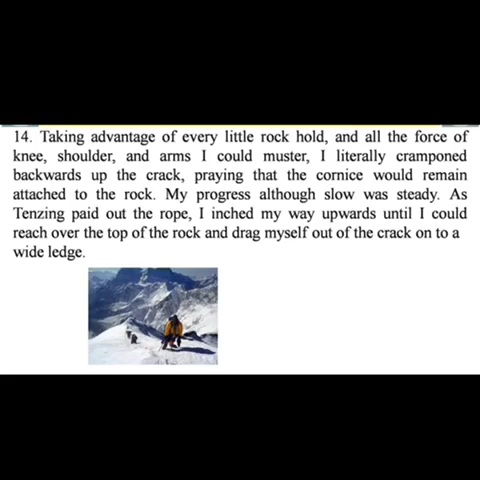 14. Taking advantage of every little rock hold, and all the force of
knee, shoulder, and arms I could muster, I literally cramponed
backwards up the crack, praying that the cornice would remain
attached to the rock. My progress although slow was steady. As
Tenzing paid out the rope, I inched my way upwards until I could
reach over the top of the rock and drag myself out of the crack on to a
wide ledge.